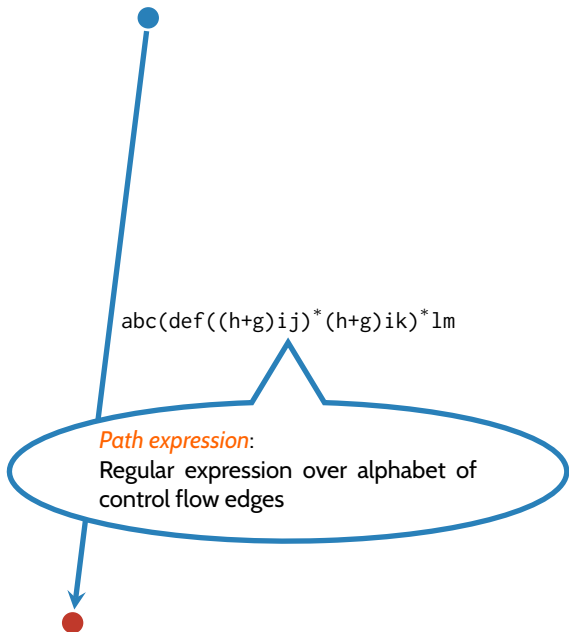 abc(def((h+g)ij)*(h+g)ik)*lm
Path expression:
Regular expression over alphabet of
control flow edges